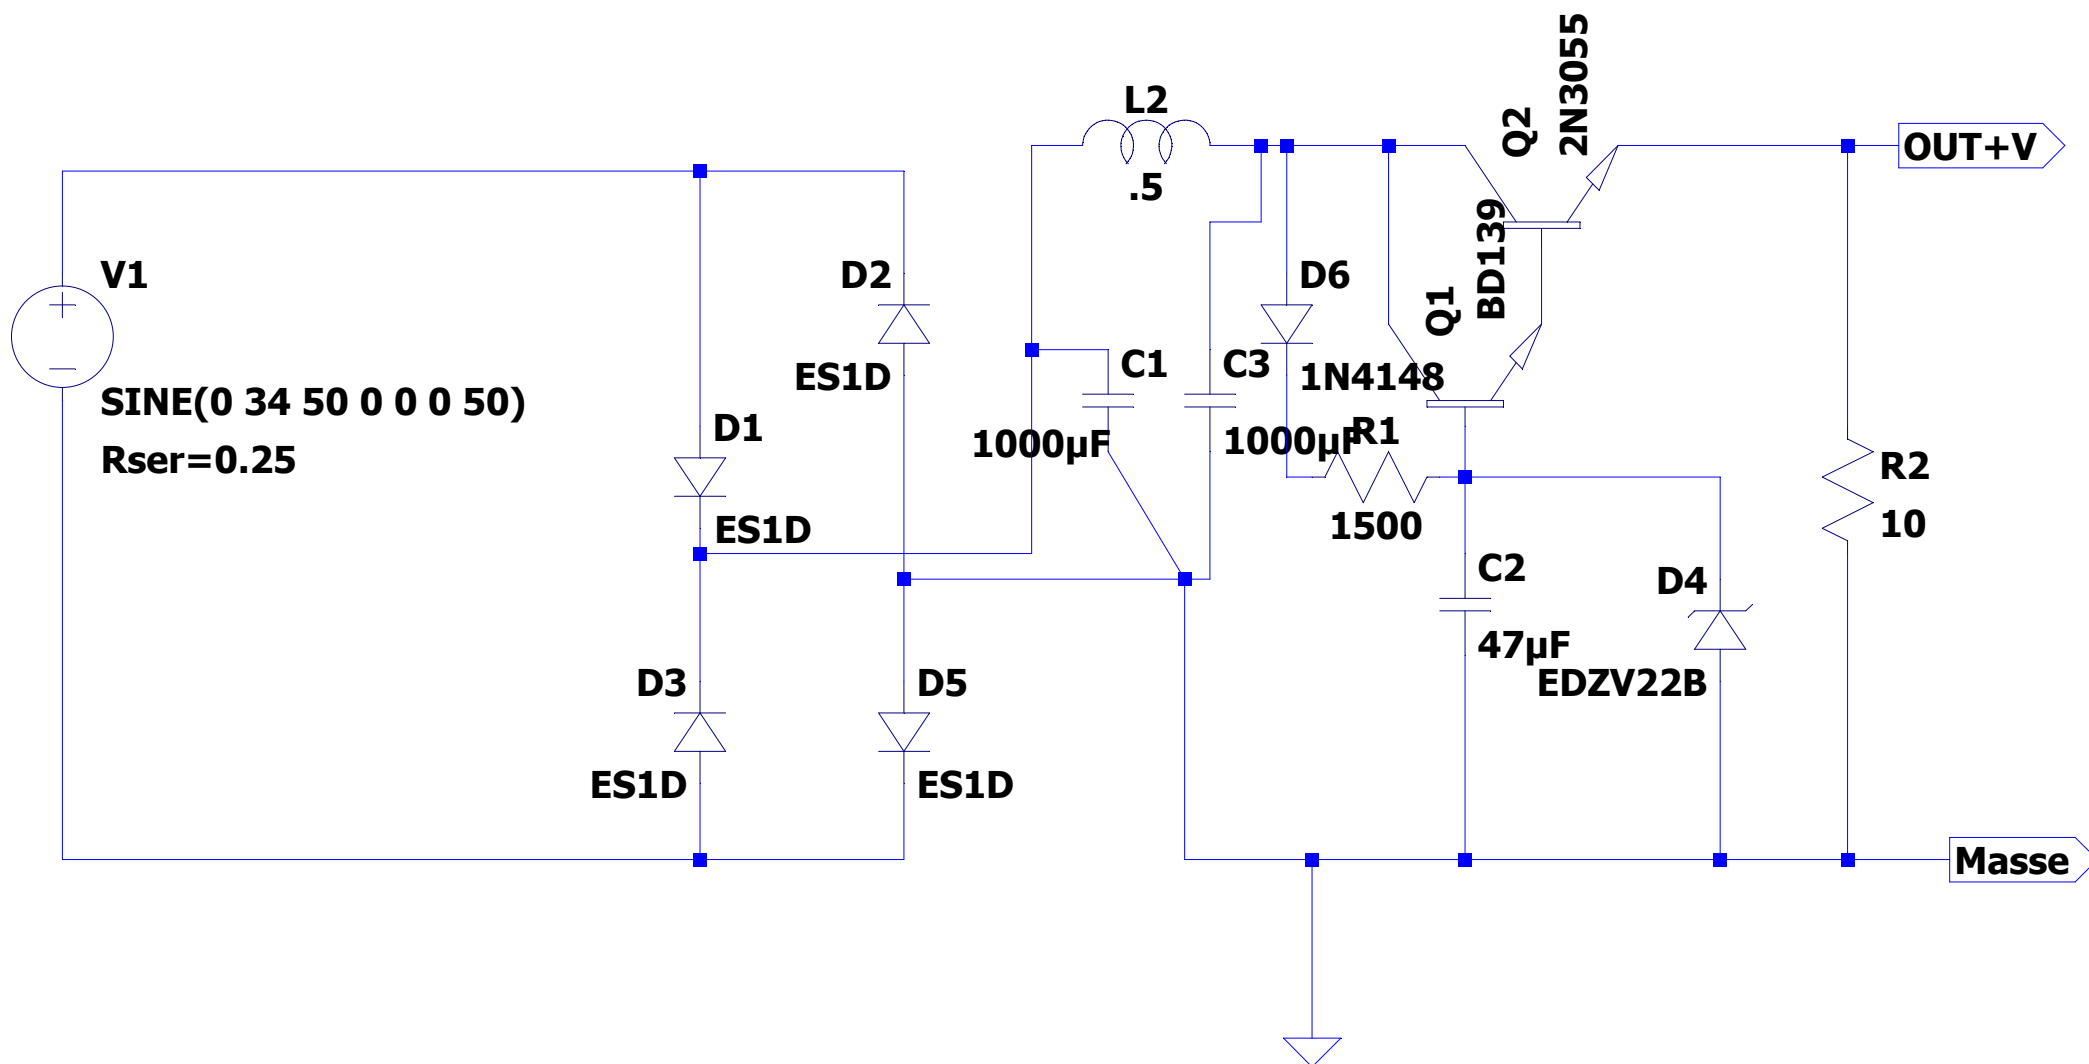 2N3055
L2
Q2
OUT+V
.5
BD139
V1
D2
D6
Q1
ES1D
C1
C3
1N4148
SINE(0 34 50 0 0 0 50)
D1
1000µF
1000µF
R1
Rser=0.25
R2
ES1D
1500
10
C2
D4
47µF
D3
D5
EDZV22B
ES1D
ES1D
Masse